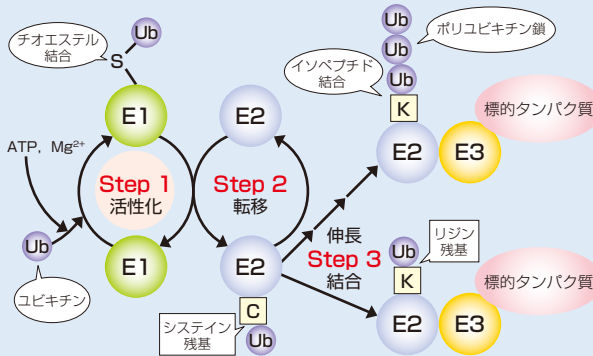 チオエステル
結合
Ub
S
E1
ATP, Mg²⁺
Step 1
活性化
Ub
ユビキチン
E1
E2
Step 2
転移
E2
C
Ub
システイン
残基
伸長
Step 3
結合
Ub
Ub
Ub
ポリユビキチン鎖
イソペプチド
結合
K
E2
E3
標的タンパク質
Ub
リジン
残基
K
E2
E3
標的タンパク質